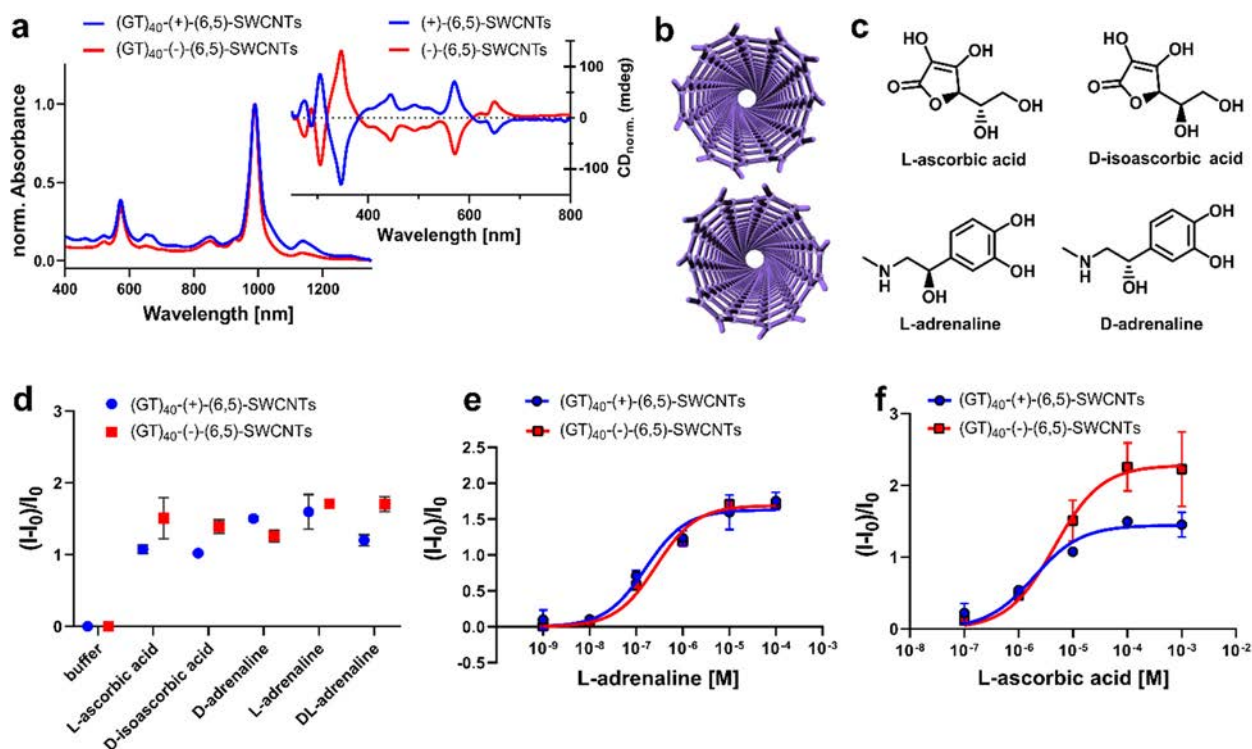 a
(GT)₄₀-(+)-(6,5)-SWCNTs
(GT)₄₀-(-)-(6,5)-SWCNTs
(+)-(6,5)-SWCNTs
(-)-(6,5)-SWCNTs
norm. Absorbance
1.0
0.5
0.0
400 600 800 1000 1200
Wavelength [nm]
100
0
-100
CDnorm. (mdeg)
400 600 800
Wavelength [nm]
b
c
HO OH
O O OH
OH
L-ascorbic acid
HO OH
O O OH
OH
D-isoascorbic acid
OH
N OH
H OH
L-adrenaline
OH
N OH
H OH
D-adrenaline
d
(GT)₄₀-(+)-(6,5)-SWCNTs
(GT)₄₀-(-)-(6,5)-SWCNTs
(I-I₀)/I₀
3
2
1
0
buffer
L-ascorbic acid
D-isoascorbic acid
D-adrenaline
L-adrenaline
DL-adrenaline
e
(GT)₄₀-(+)-(6,5)-SWCNTs
(GT)₄₀-(-)-(6,5)-SWCNTs
(I-I₀)/I₀
2.5
2.0
1.5
1.0
0.5
0.0
-0.5
10⁻⁹ 10⁻⁸ 10⁻⁷ 10⁻⁶ 10⁻⁵ 10⁻⁴ 10⁻³
L-adrenaline [M]
f
(GT)₄₀-(+)-(6,5)-SWCNTs
(GT)₄₀-(-)-(6,5)-SWCNTs
(I-I₀)/I₀
3
2
1
0
10⁻⁸ 10⁻⁷ 10⁻⁶ 10⁻⁵ 10⁻⁴ 10⁻³ 10⁻²
L-ascorbic acid [M]